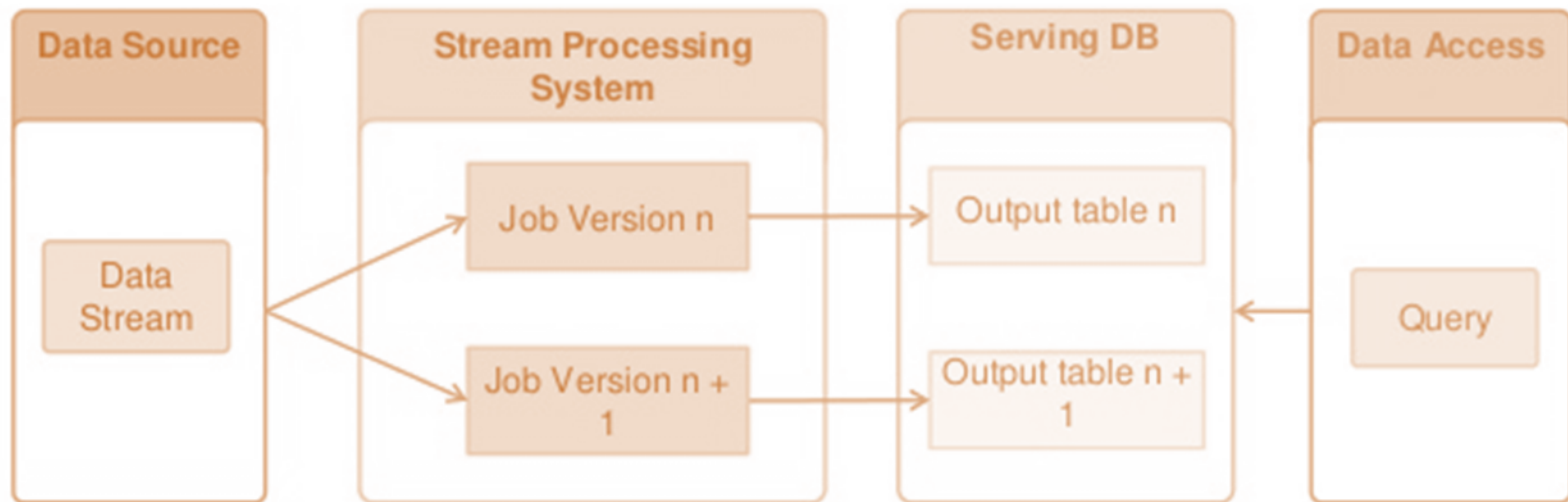 Data Source
Stream Processing
System
Serving DB
Data Access
Data
Stream
Job Version n
Job Version n +
1
Output table n
Output table n +
1
Query